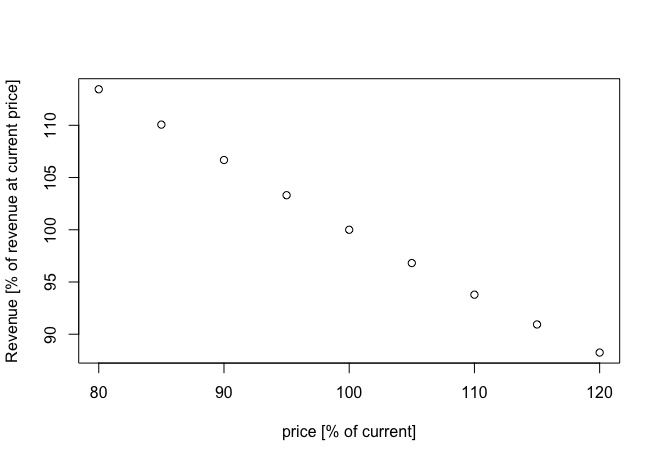 Revenue [% of revenue at current price]
110
105
100
95
90
80 90 100 110 120
price [% of current]